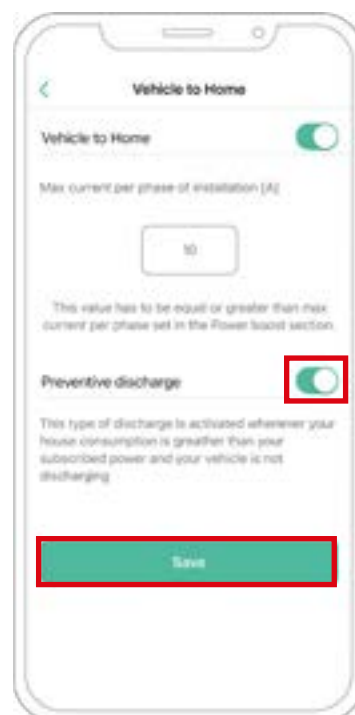 Vehicle to Home
Vehicle to Home
Max current per phase of installation [A]
10
This value has to be equal or greater than max
current per phase set in the Power boost section
Preventive discharge
This type of discharge is activated whenever your
house consumption is greather than your
subscribed power and your vehicle is not
discharging
Save